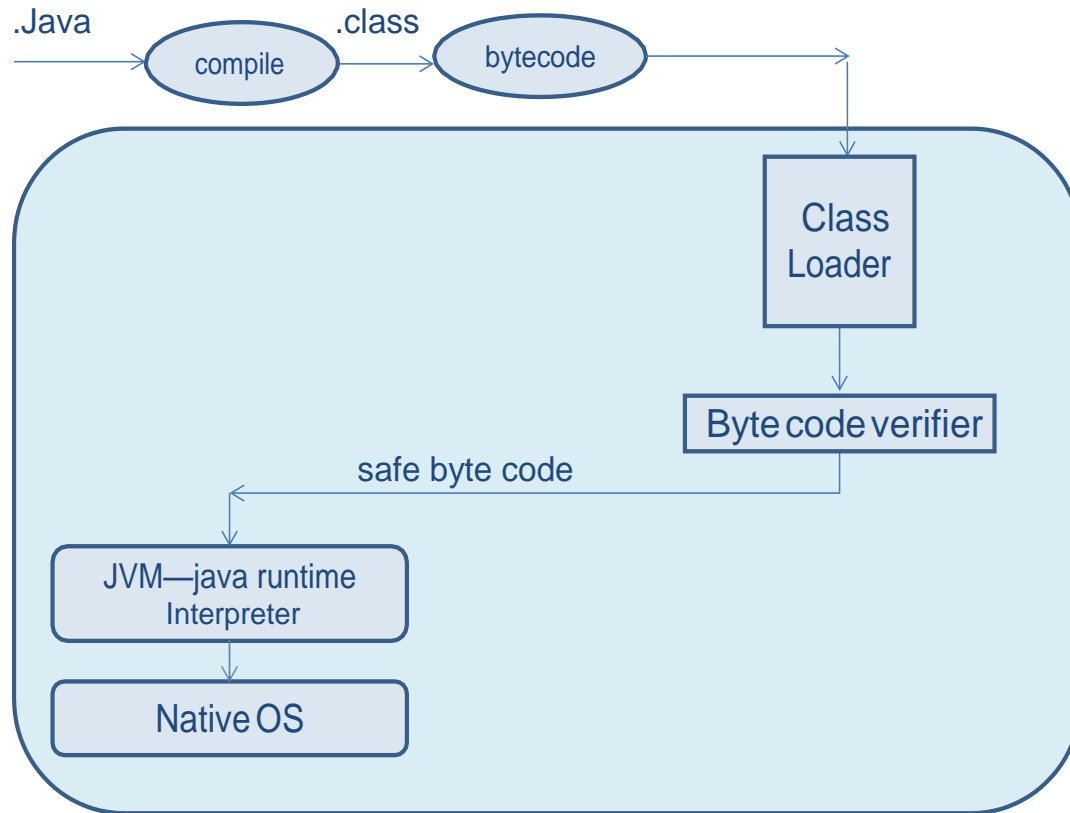 .Java
compile
.class
bytecode
Class
Loader
Byte code verifier
safe byte code
JVM—java runtime
Interpreter
Native OS